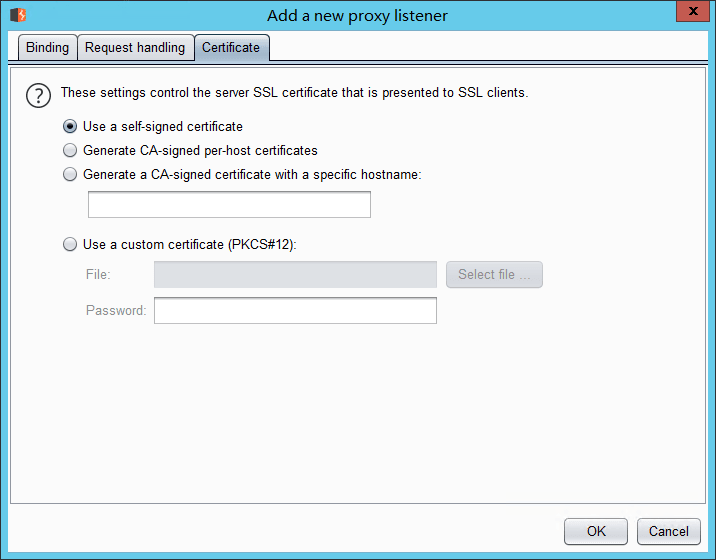 Add a new proxy listener
x
Binding Request handling Certificate
? These settings control the server SSL certificate that is presented to SSL clients.
Use a self-signed certificate
Generate CA-signed per-host certificates
Generate a CA-signed certificate with a specific hostname:
Use a custom certificate (PKCS#12):
File: Select file ...
Password:
OK Cancel